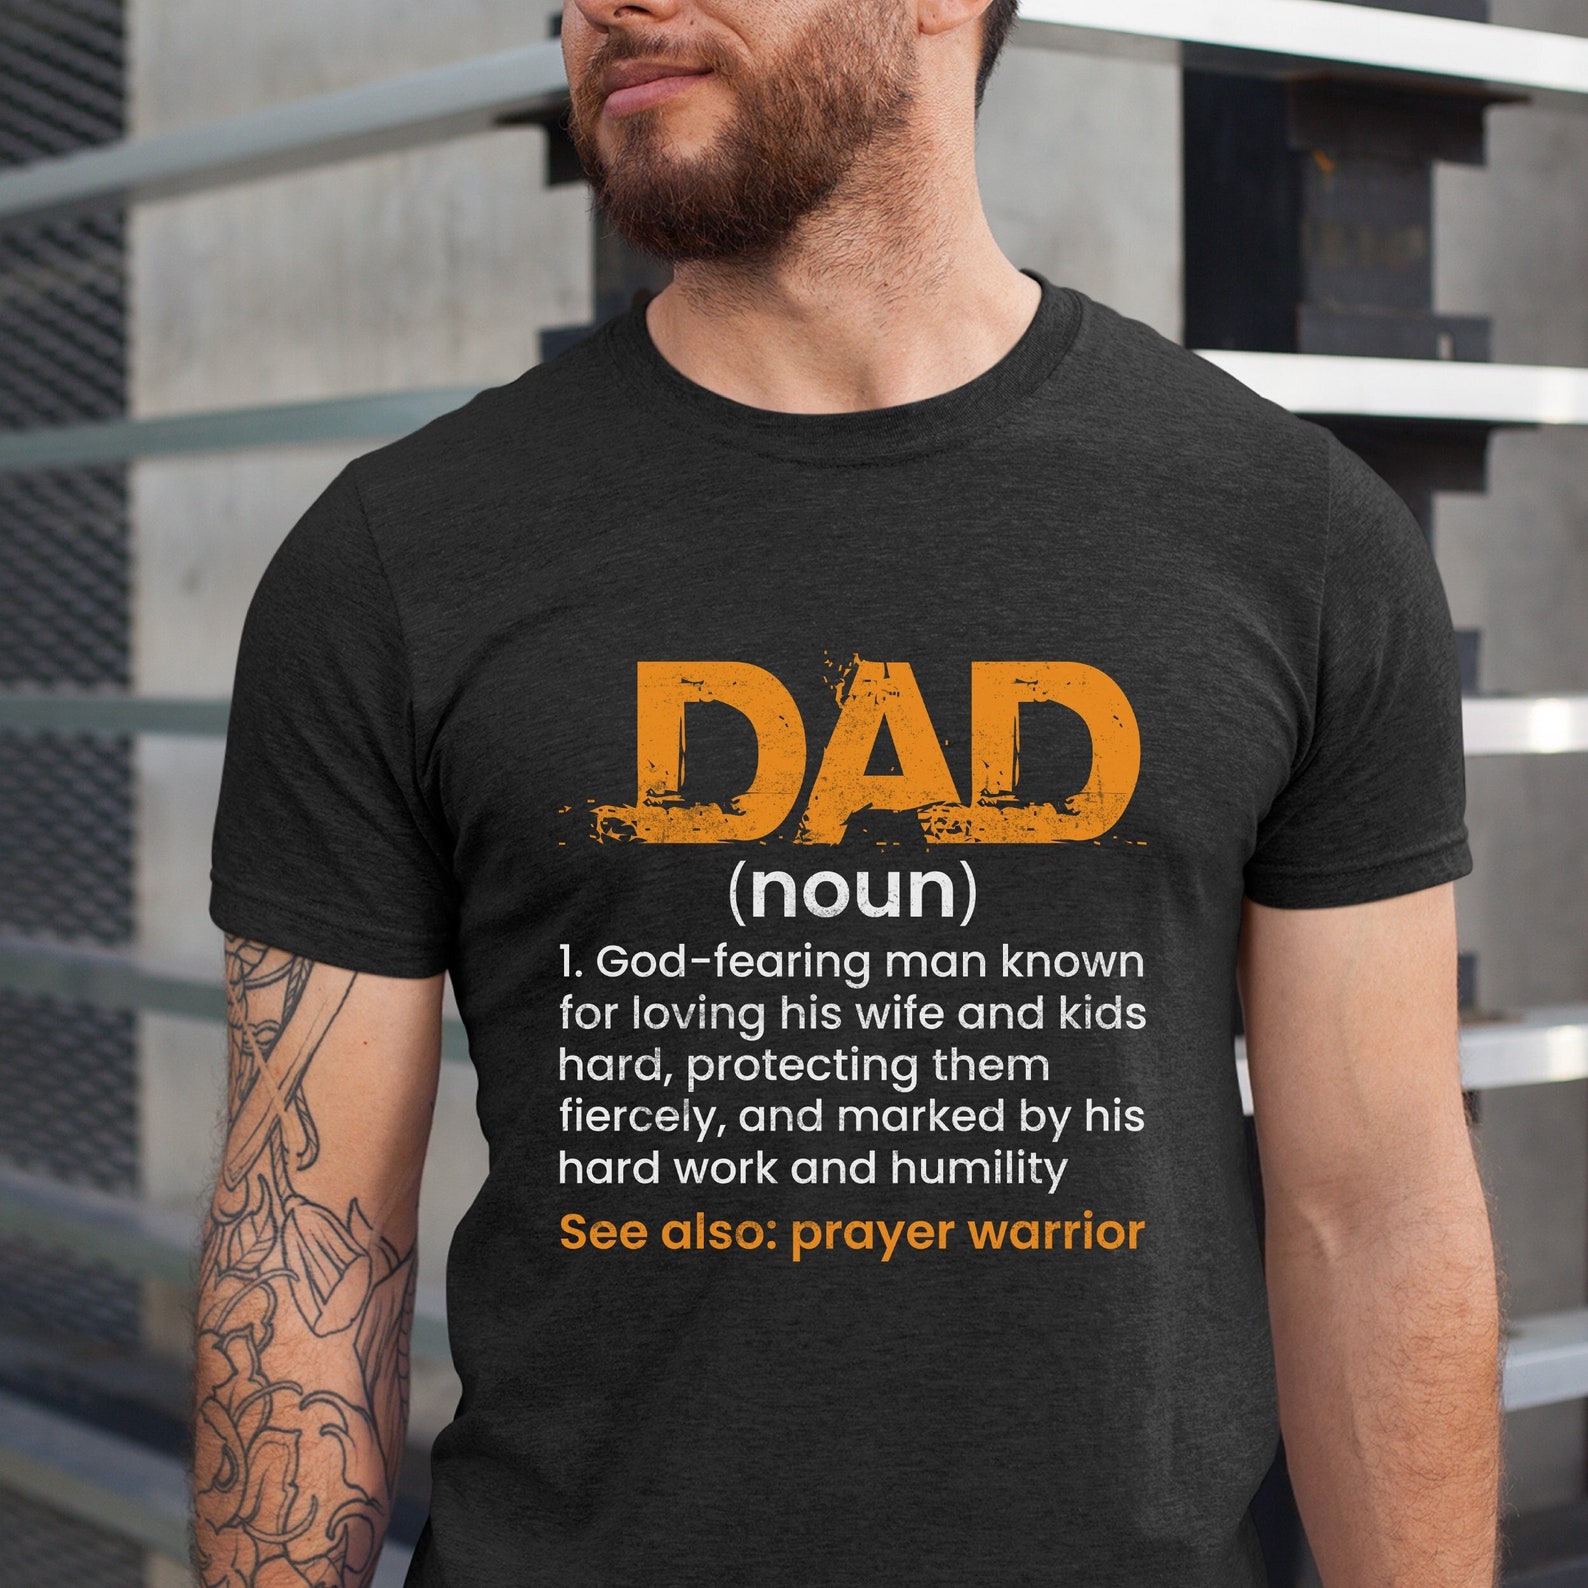 DAD
(noun)
1. God-fearing man known
for loving his wife and kids
hard, protecting them
fiercely, and marked by his
hard work and humility
See also: prayer warrior